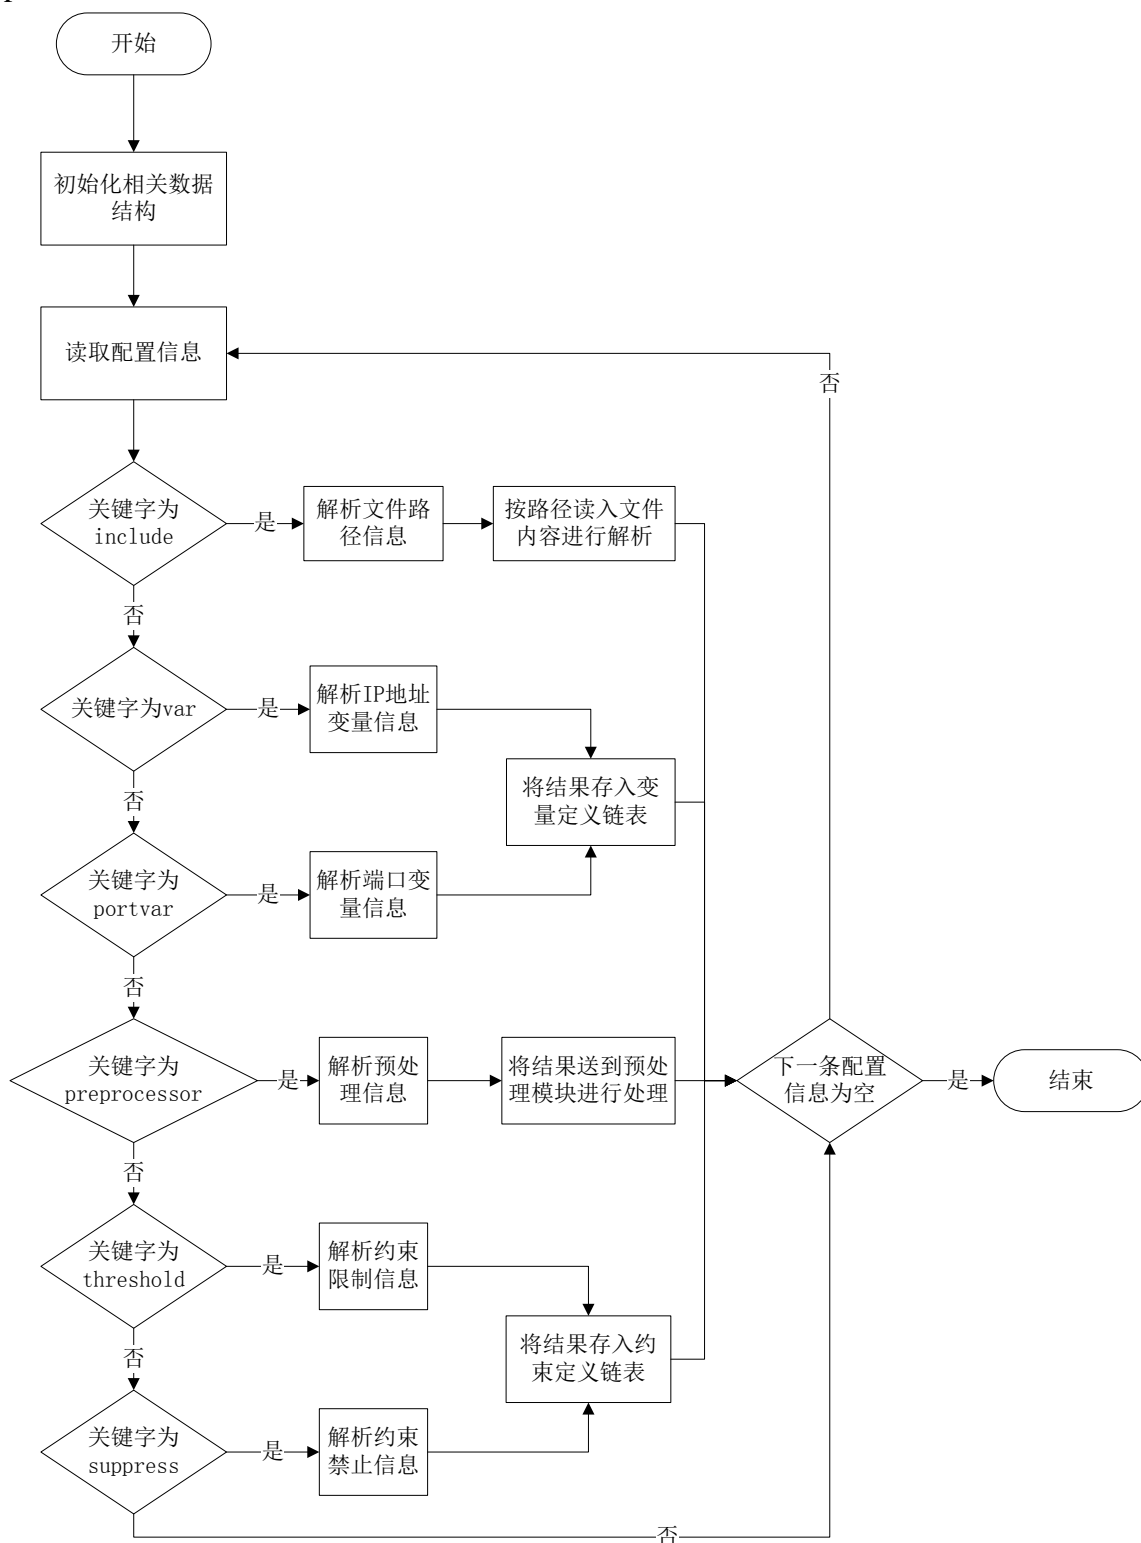 开始
初始化相关数据
结构
读取配置信息
否
关键字为
include
是
解析文件路
径信息
按路径读入文件
内容进行解析
否
关键字为var
是
解析IP地址
变量信息
将结果存入变
量定义链表
否
关键字为
portvar
是
解析端口变
量信息
否
关键字为
preprocessor
是
解析预处
理信息
将结果送到预处
理模块进行处理
下一条配置
信息为空
是
结束
否
关键字为
threshold
是
解析约束
限制信息
将结果存入约
束定义链表
否
关键字为
suppress
是
解析约束
禁止信息
否